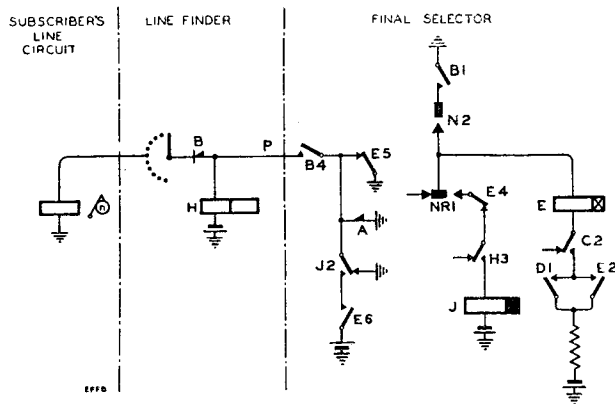 SUBSCRIBER'S
LINE
CIRCUIT
LINE FINDER
FINAL SELECTOR
B1
N2
B
P
B4
E5
A
n
H
NR1
E4
E
A
C2
J2
H3
D1
E2
J
E6